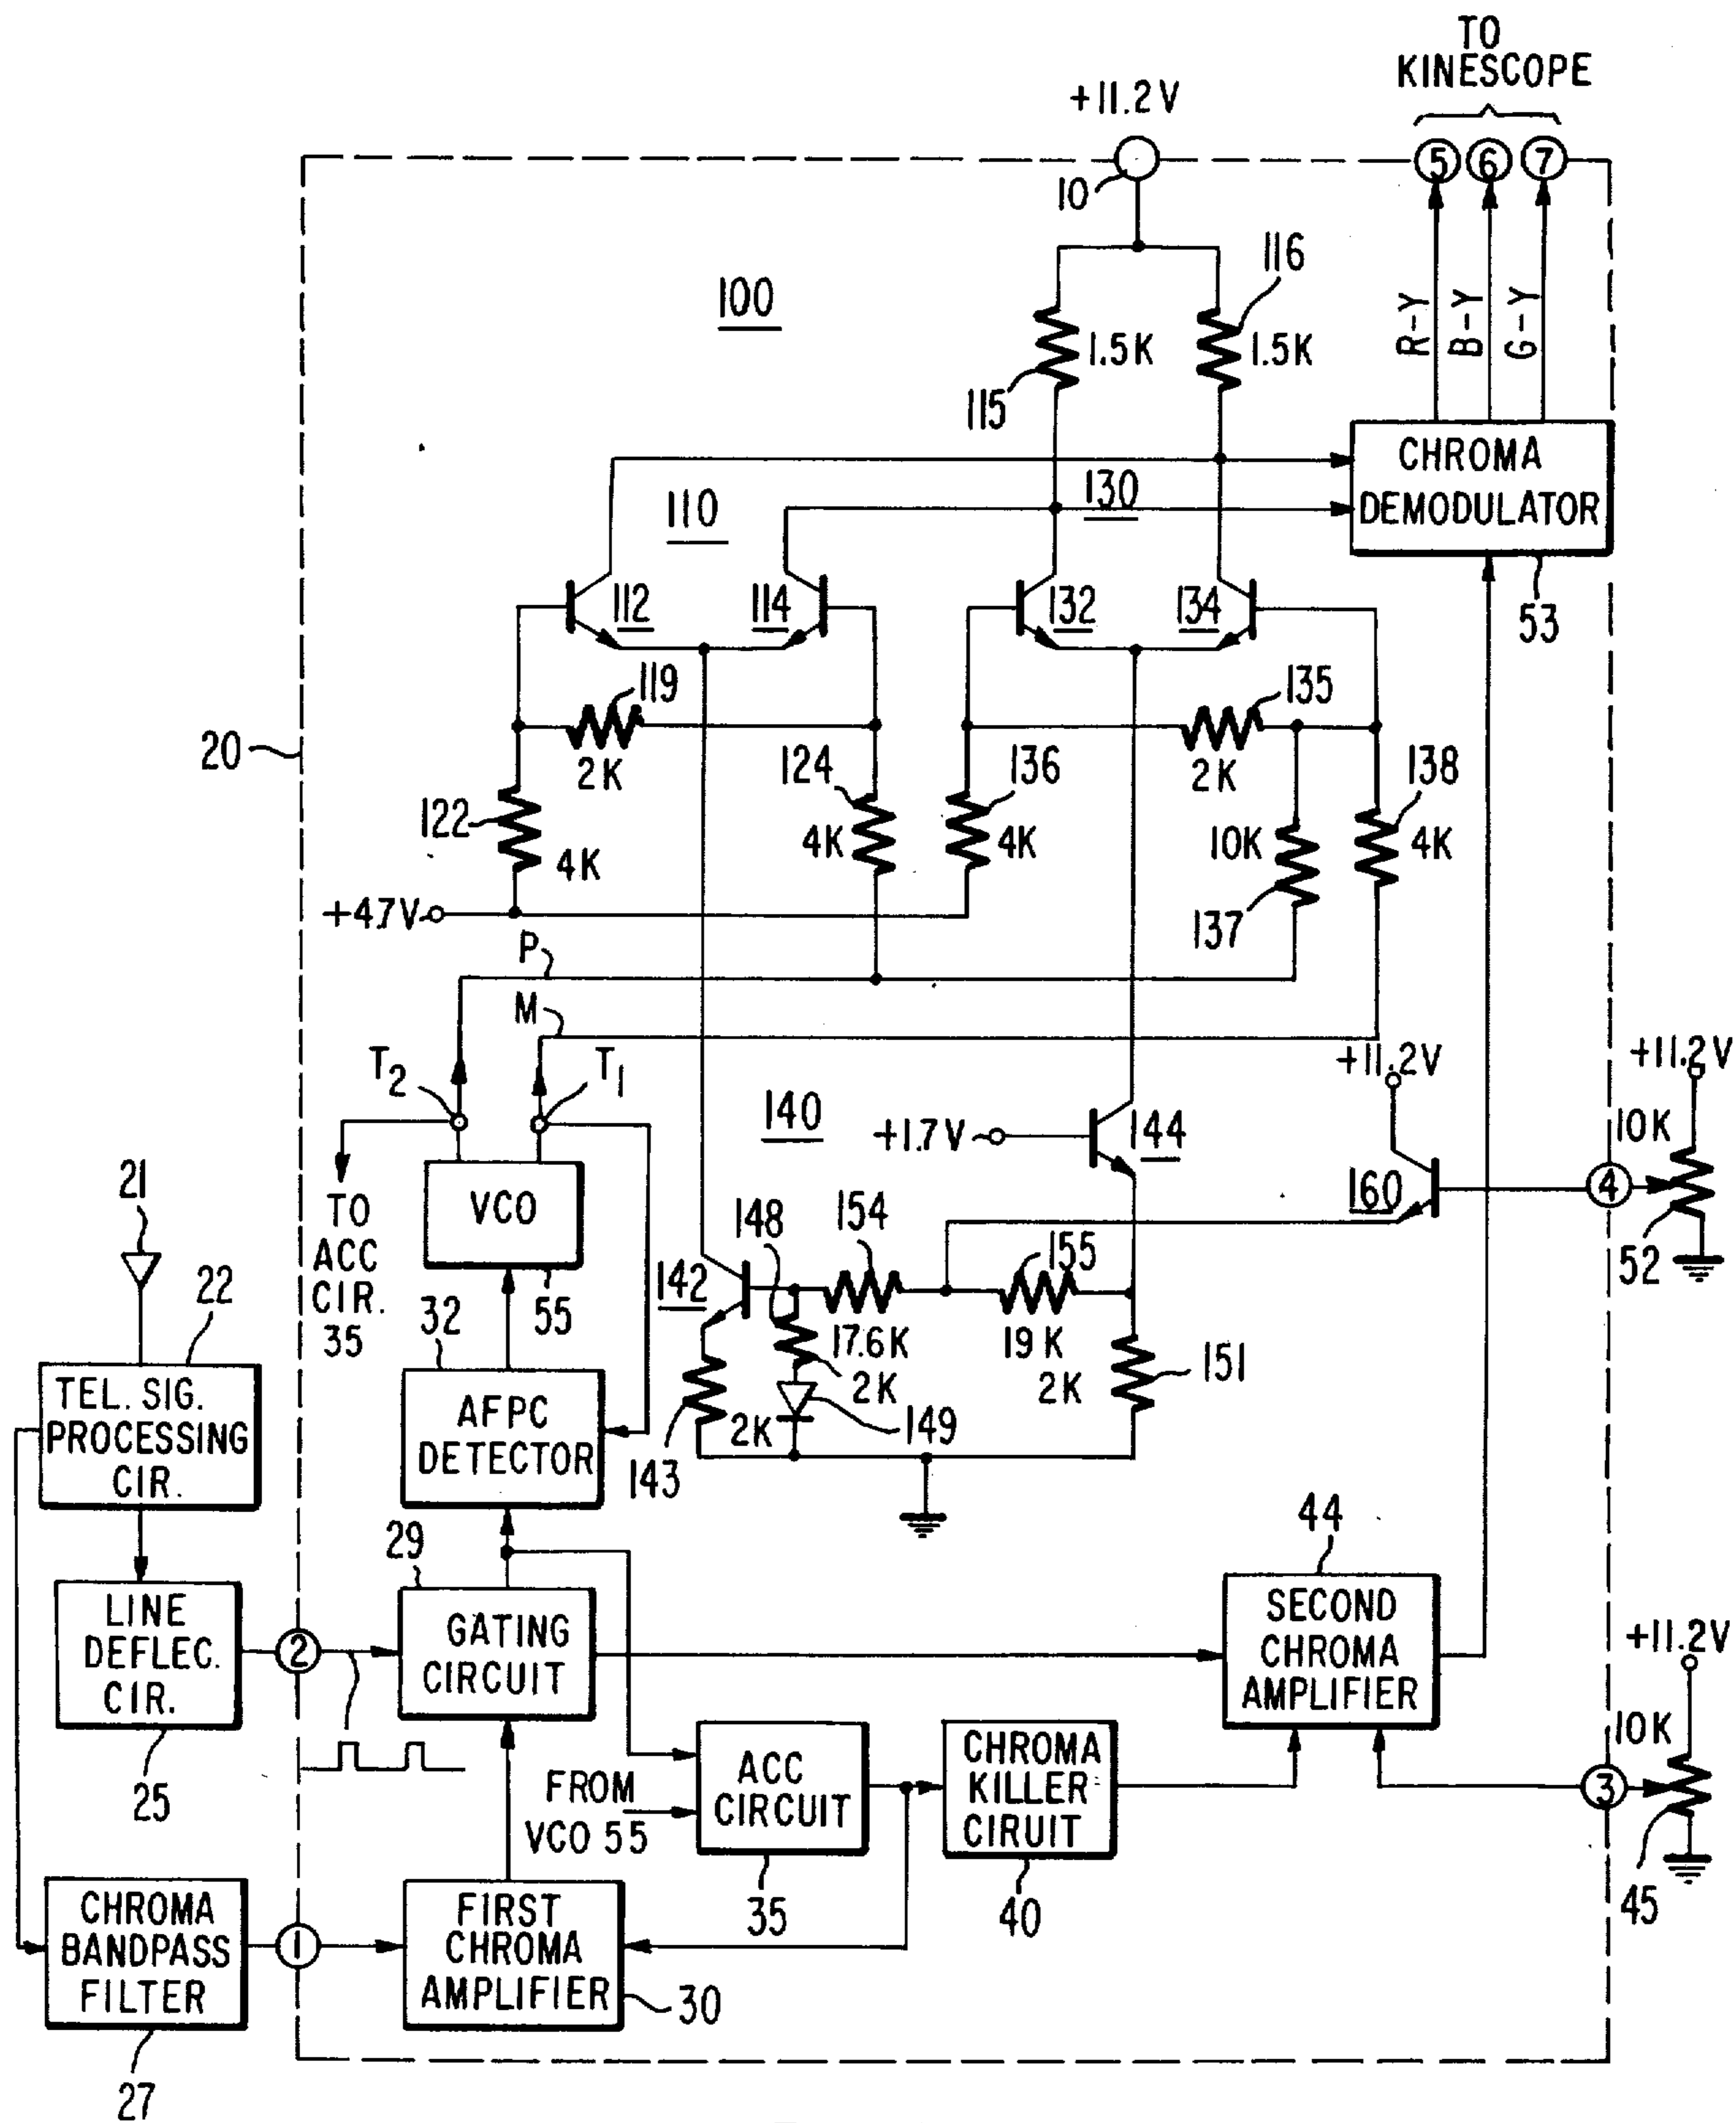 TO
KINESCOPE
+11.2V
5 6 7
10
116
100
R-Y
B-Y
G-Y
1.5K
1.5K
115
CHROMA
DEMODULATOR
130
110
112
114
132
134
53
119
135
20
2K
124
136
2K
138
122
4K
4K
4K
10K
4K
+4.7V
137
P
M
T2
T1
+11.2V
+11.2V
140
+1.7V
144
10K
21
4
TO
ACC
CIR.
35
VCO
160
148
154
155
52
22
142
32
55
17.6K
19K
151
2K
2K
TEL. SIG.
PROCESSING
CIR.
AFPC
DETECTOR
2K
149
143
44
29
LINE
DEFLEC.
CIR.
2
GATING
CIRCUIT
SECOND
CHROMA
AMPLIFIER
+11.2V
10K
25
FROM
VCO 55
ACC
CIRCUIT
CHROMA
KILLER
CIRUIT
3
35
40
45
CHROMA
BANDPASS
FILTER
1
FIRST
CHROMA
AMPLIFIER
30
27